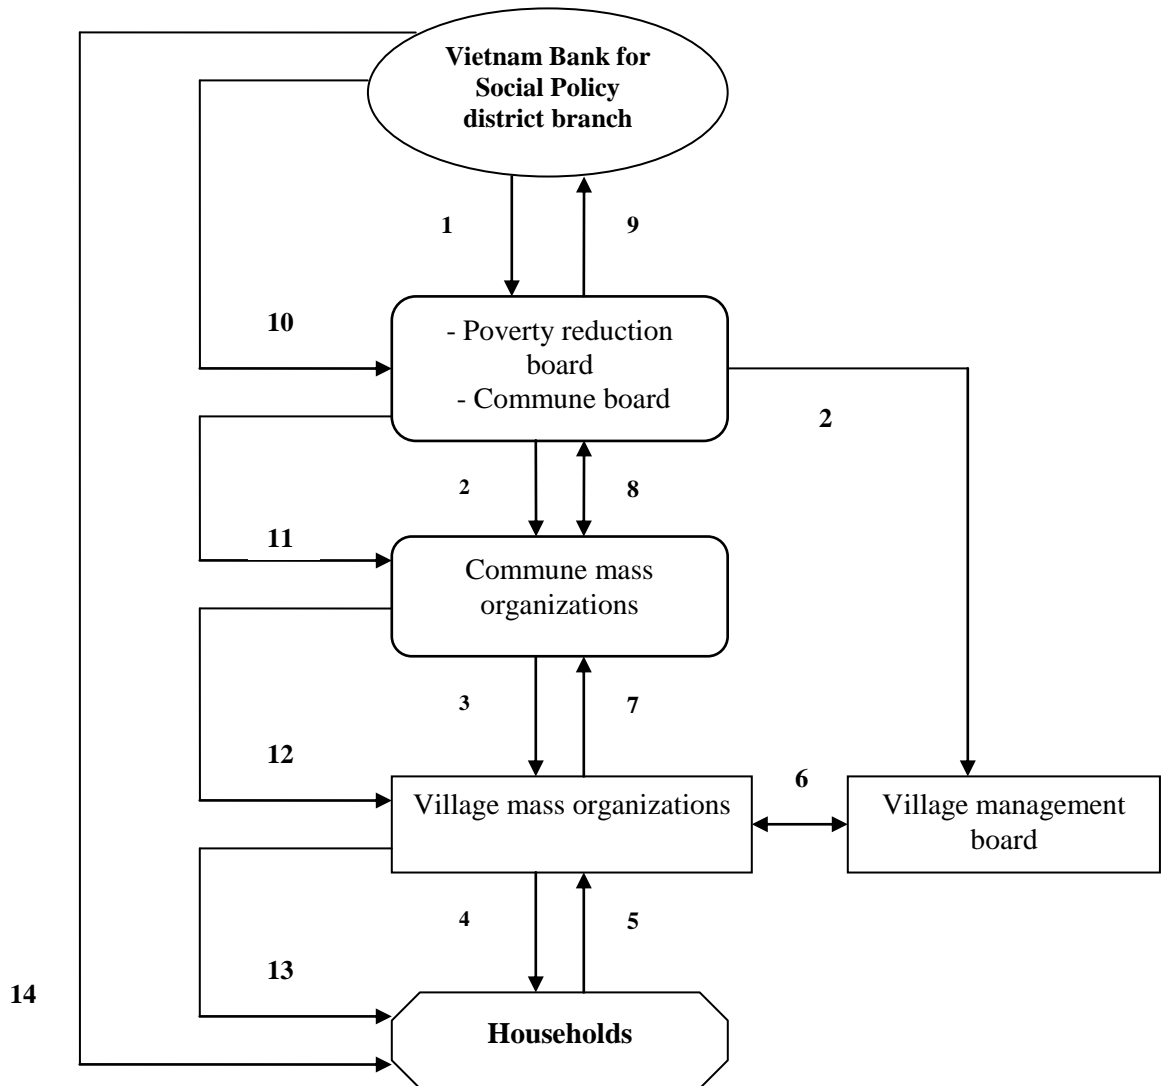 Vietnam Bank for
Social Policy
district branch
1
9
10
- Poverty reduction
board
- Commune board
2
2
8
11
Commune mass
organizations
3
7
12
6
Village mass organizations
Village management
board
4
5
13
14
Households